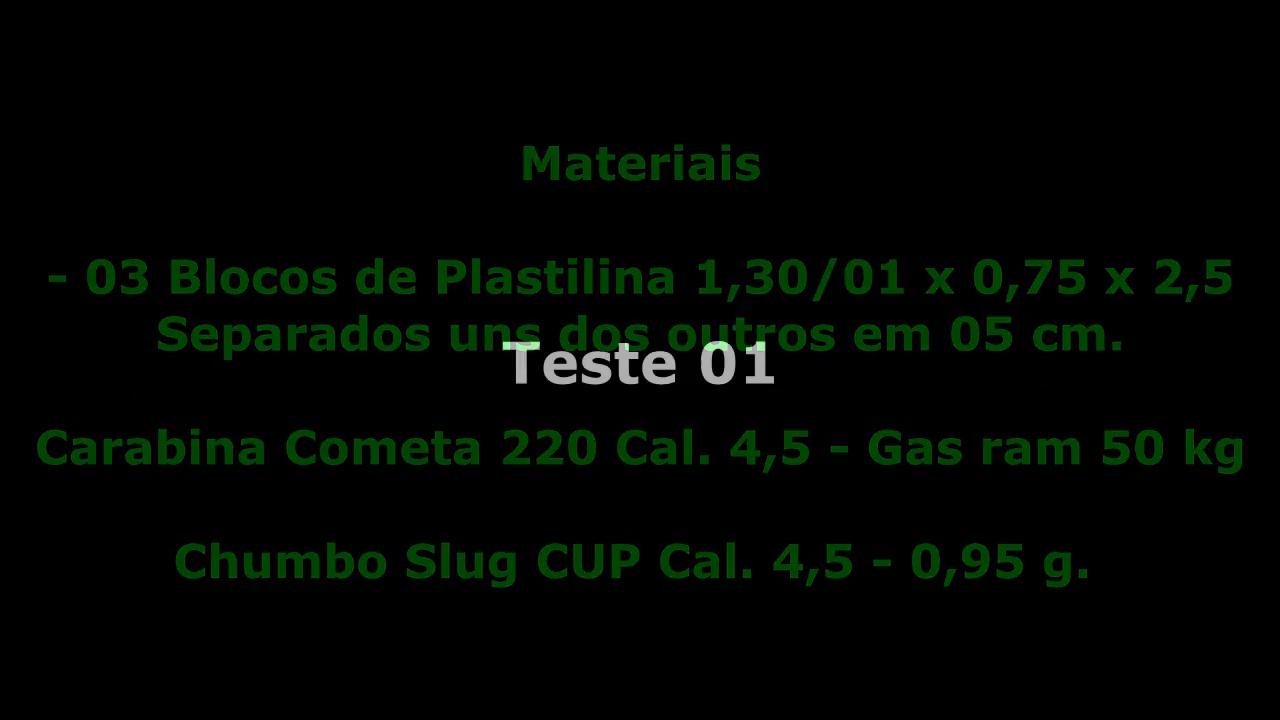 Materiais
- 03 Blocos de Plastilina 1,30/01 x 0,75 x 2,5
Separados uns dos outros em 05 cm.
Teste 01
Carabina Cometa 220 Cal. 4,5 - Gas ram 50 kg
Chumbo Slug CUP Cal. 4,5 - 0,95 g.